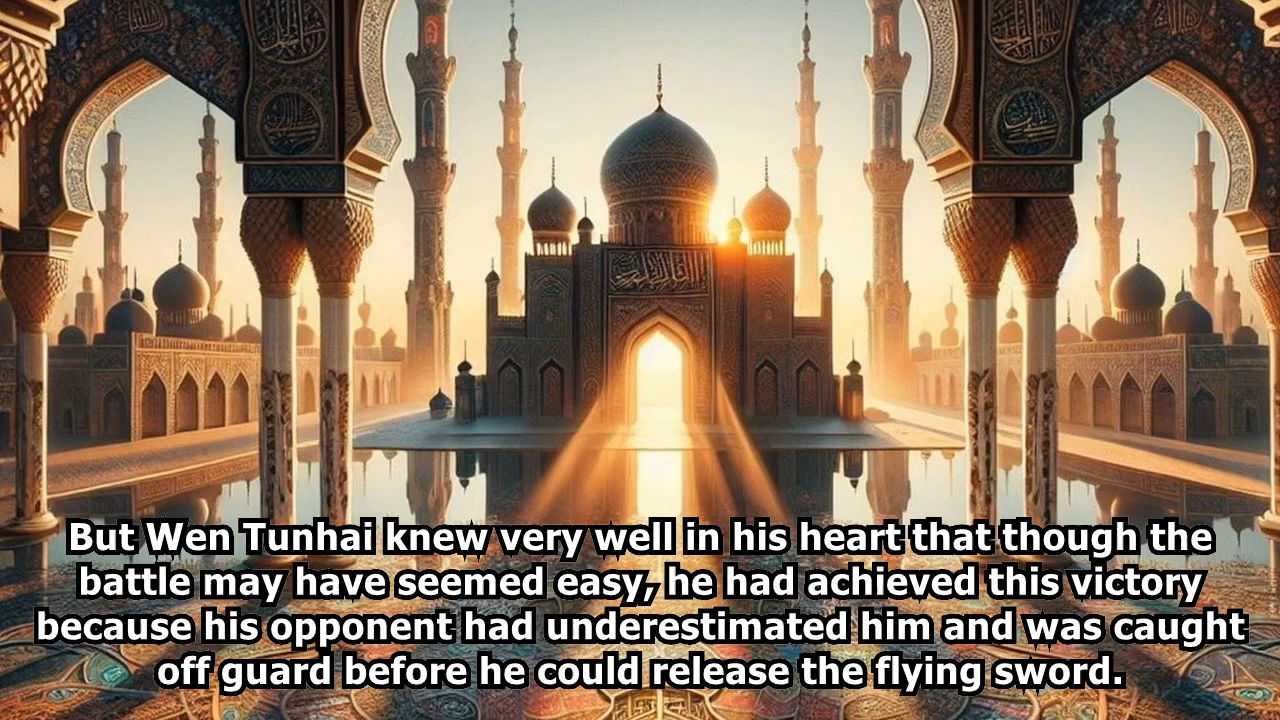 But Wen Tunhai knew very well in his heart that though the
battle may have seemed easy, he had achieved this victory
because his opponent had underestimated him and was caught
off guard before he could release the flying sword.